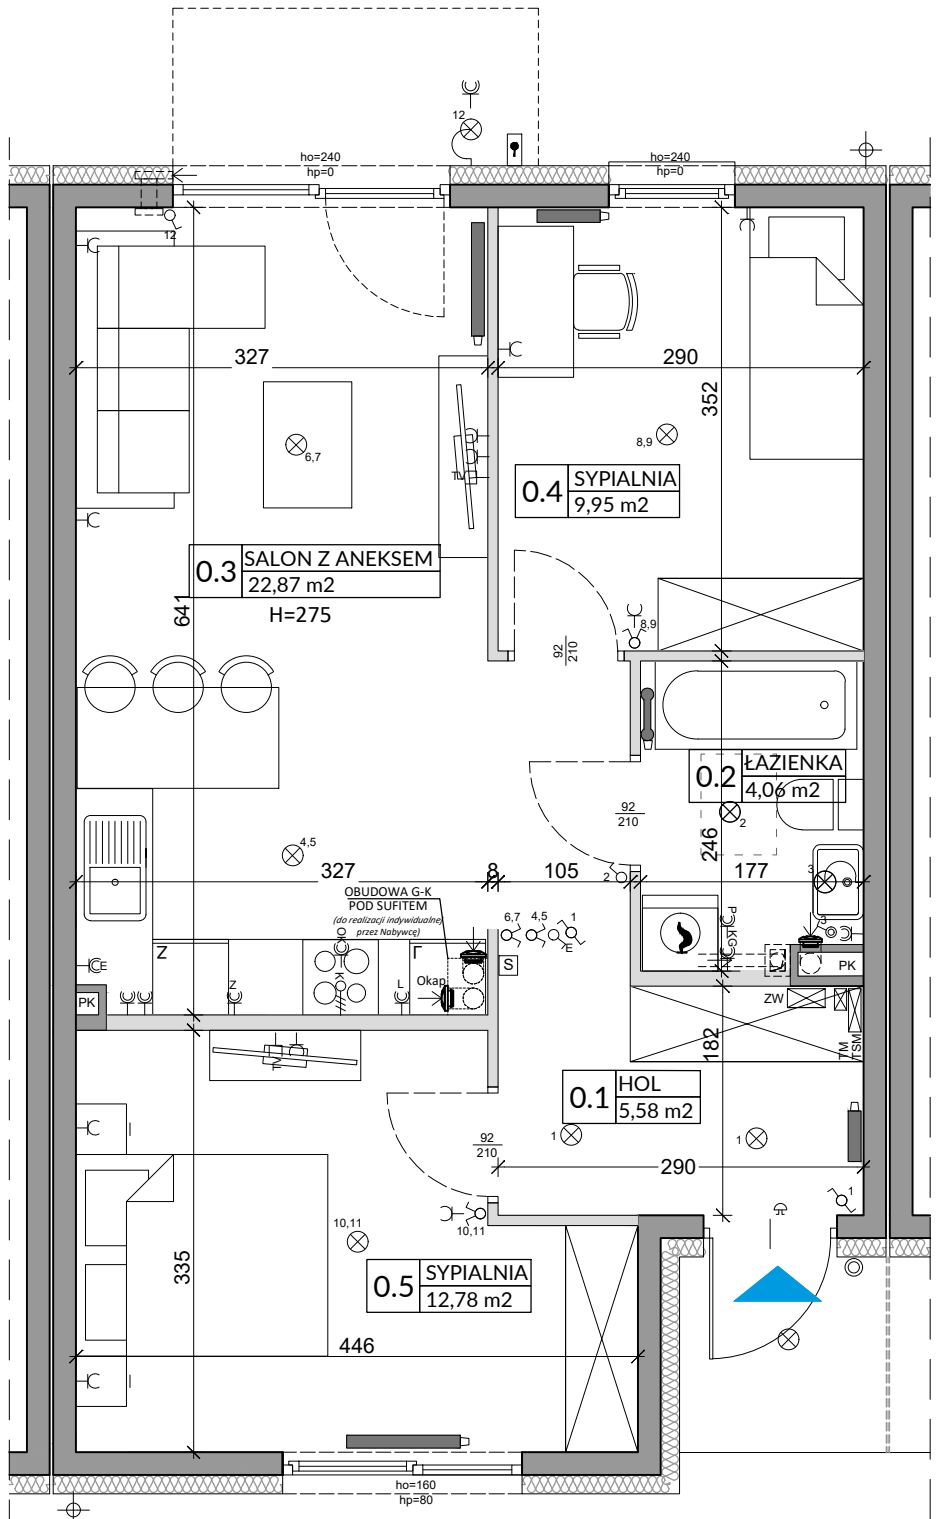 12
ho=240
hp=0
ho=240
hp=0
12
327
290
352
6,7
8,9
TV
0.4
SYPIALNIA
9,95 m2
0.3
SALON Z ANEKSEM
22,87 m2
H=275
641
8,9
92
210
0.2
ŁAZIENKA
4,06 m2
92
210
2
246
4,5
327
8
105
177
3
2
OBUDOWA G-K
POD SUFITEM
(do realizacji indywidualnej
przez Nabywcę)
6,7
4,5
1
E
3
P
KG
OK
K
Z
Z
L
Okap
S
E
PK
PK
ZW
TM
TSM
182
TV
0.1
HOL
5,58 m2
1
1
92
210
290
1
10,11
10,11
335
0.5
SYPIALNIA
12,78 m2
446
ho=160
hp=80